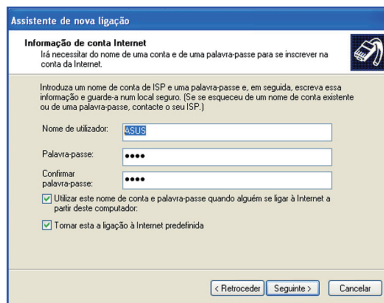 Assistente de nova ligação
Informação de conta Internet
Irá necessitar do nome de uma conta e de uma palavra-passe para se inscrever na
conta da Internet.
Introduza um nome de conta de ISP e uma palavra-passe e, em seguida, escreva essa
informação e guarde-a num local seguro. (Se se esqueceu de um nome de conta existente
ou de uma palavra-passe, contacte o seu ISP.)
Nome de utilizador:
ASUS
Palavra-passe:
••••
Confirmar
palavra-passe:
••••
Utilizar este nome de conta e palavra-passe quando alguém se ligar à Internet a
partir deste computador:
Tornar esta a ligação à Internet predefinida
< Retroceder
Seguinte >
Cancelar